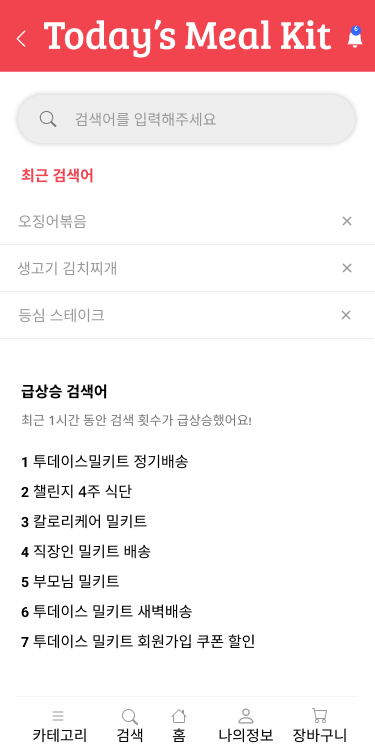 Today's Meal Kit
6
검색어를 입력해주세요
최근 검색어
오징어볶음
생고기 김치찌개
등심 스테이크
급상승 검색어
최근 1시간 동안 검색 횟수가 급상승했어요!
1 투데이스밀키트 정기배송
2 챌린지 4주 식단
3 칼로리케어 밀키트
4 직장인 밀키트 배송
5 부모님 밀키트
6 투데이스 밀키트 새벽배송
7 투데이스 밀키트 회원가입 쿠폰 할인
카테고리 검색 홈 나의정보 장바구니